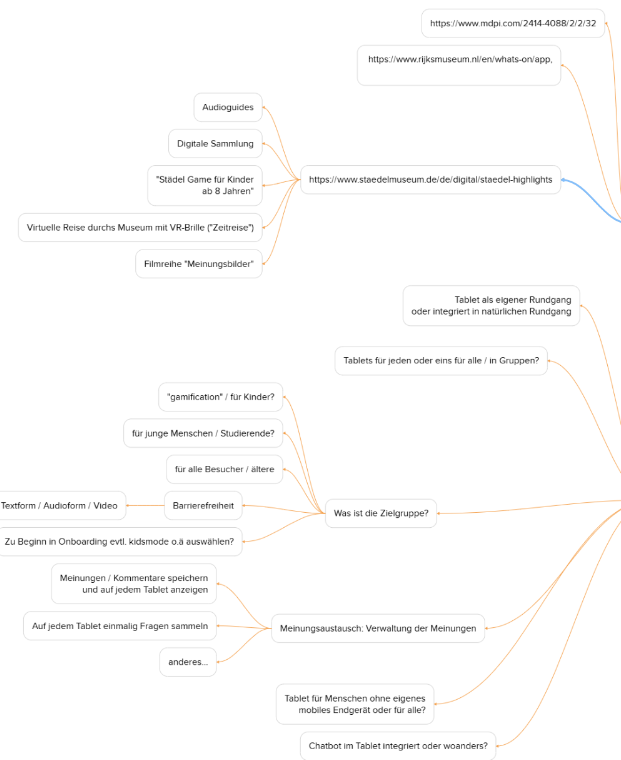 https://www.mdpi.com/2414-4088/2/2/32
https://www.rijksmuseum.nl/en/whats-on/app,
Audioguides
Digitale Sammlung
"Städel Game für Kinder
ab 8 Jahren"
Virtuelle Reise durchs Museum mit VR-Brille ("Zeitreise")
Filmreihe "Meinungsbilder"
https://www.staedelmuseum.de/de/digital/staedel-highlights
Tablet als eigener Rundgang
oder integriert in natürlichen Rundgang
Tablets für jeden oder eins für alle / in Gruppen?
"gamification" / für Kinder?
für junge Menschen / Studierende?
für alle Besucher / ältere
Textform / Audioform / Video
Barrierefreiheit
Zu Beginn in Onboarding evtl. kidsmode o.ä auswählen?
Was ist die Zielgruppe?
Meinungen / Kommentare speichern
und auf jedem Tablet anzeigen
Auf jedem Tablet einmalig Fragen sammeln
anderes...
Meinungsaustausch: Verwaltung der Meinungen
Tablet für Menschen ohne eigenes
mobiles Endgerät oder für alle?
Chatbot im Tablet integriert oder woanders?